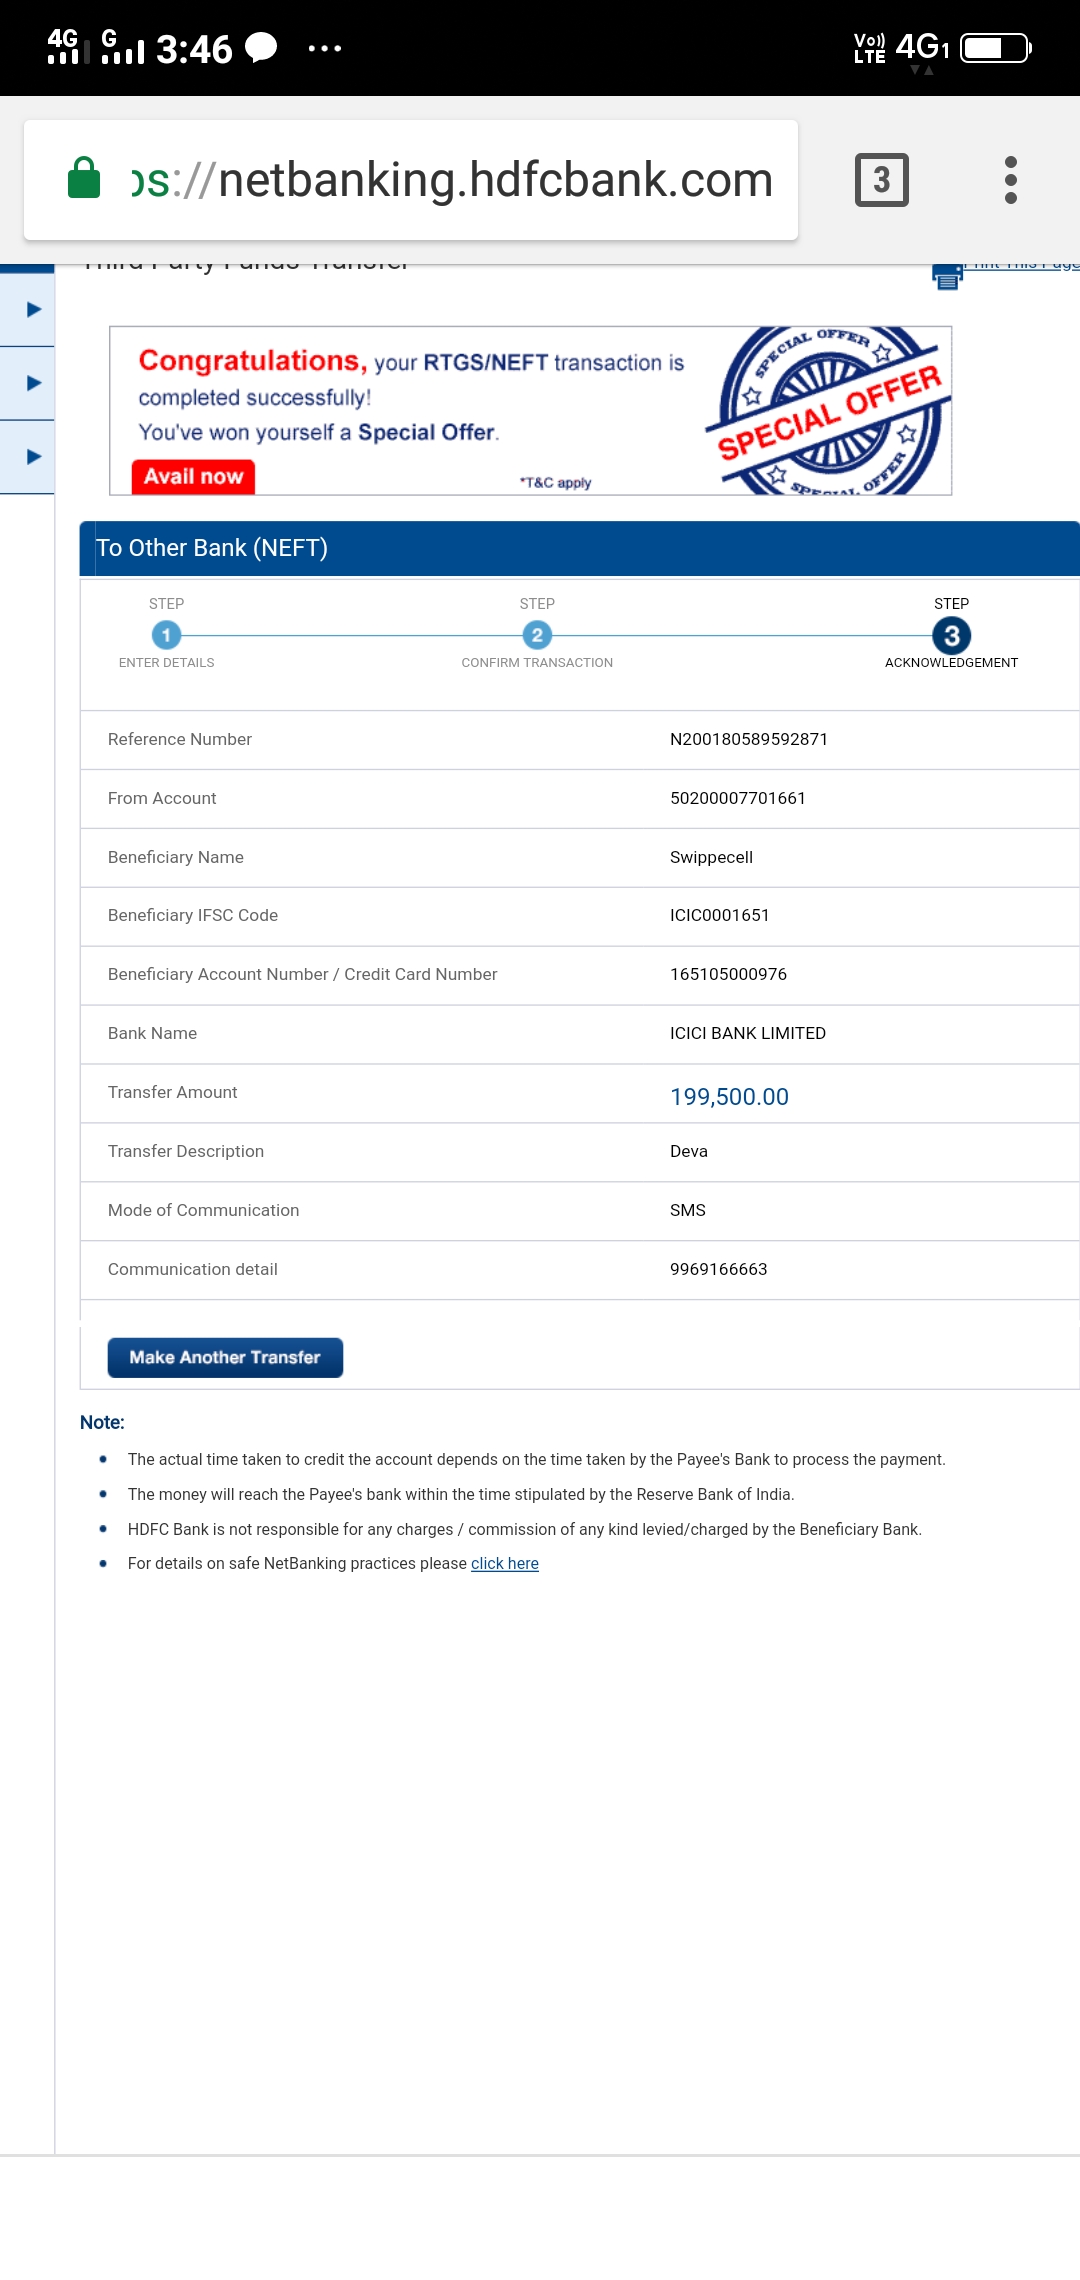 4G G 3:46 ...
Vo)) LTE 4G1
ps://netbanking.hdfcbank.com
3
Third Party Funds Transfer
Print This Page
Congratulations, your RTGS/NEFT transaction is
completed successfully!
You've won yourself a Special Offer.
Avail now
*T&C apply
SPECIAL OFFER
SPECIAL OFFER
SPECIAL OFFER
To Other Bank (NEFT)
STEP STEP STEP
1 2 3
ENTER DETAILS CONFIRM TRANSACTION ACKNOWLEDGEMENT
Reference Number N200180589592871
From Account 50200007701661
Beneficiary Name Swippecell
Beneficiary IFSC Code ICIC0001651
Beneficiary Account Number / Credit Card Number 165105000976
Bank Name ICICI BANK LIMITED
Transfer Amount 199,500.00
Transfer Description Deva
Mode of Communication SMS
Communication detail 9969166663
Make Another Transfer
Note:
The actual time taken to credit the account depends on the time taken by the Payee's Bank to process the payment.
The money will reach the Payee's bank within the time stipulated by the Reserve Bank of India.
HDFC Bank is not responsible for any charges / commission of any kind levied/charged by the Beneficiary Bank.
For details on safe NetBanking practices please click here